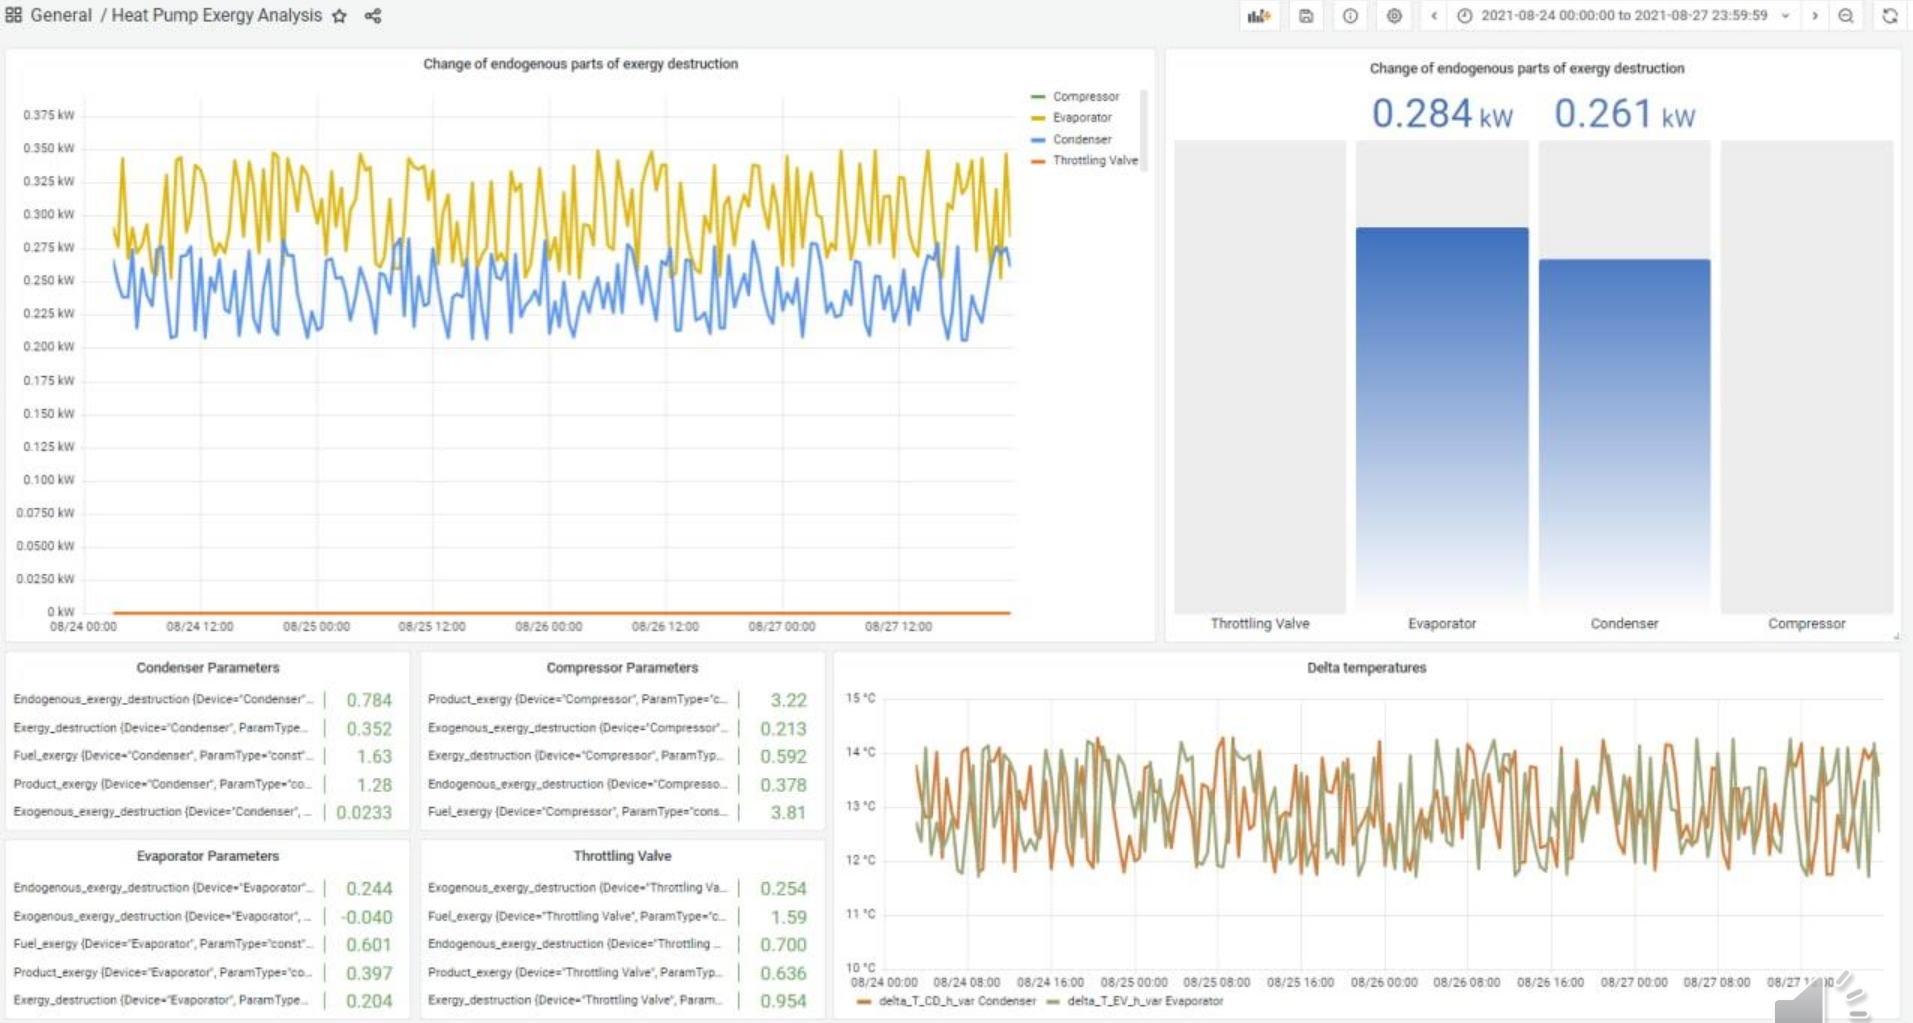 General / Heat Pump Exergy Analysis
2021-08-24 00:00:00 to 2021-08-27 23:59:59
Change of endogenous parts of exergy destruction
0.375 kW
0.350 kW
0.325 kW
0.300 kW
0.275 kW
0.250 kW
0.225 kW
0.200 kW
0.175 kW
0.150 kW
0.125 kW
0.100 kW
0.0750 kW
0.0500 kW
0.0250 kW
0 kW
08/24 00:00 08/24 12:00 08/25 00:00 08/25 12:00 08/26 00:00 08/26 12:00 08/27 00:00 08/27 12:00
Compressor
Evaporator
Condenser
Throttling Valve
Change of endogenous parts of exergy destruction
0.284 kW 0.261 kW
Throttling Valve Evaporator Condenser Compressor
Condenser Parameters
Endogenous_exergy_destruction {Device="Condenser"... 0.784
Exergy_destruction {Device="Condenser", ParamType... 0.352
Fuel_exergy {Device="Condenser", ParamType="const"... 1.63
Product_exergy {Device="Condenser", ParamType="co... 1.28
Exogenous_exergy_destruction {Device="Condenser", ... 0.0233
Compressor Parameters
Product_exergy {Device="Compressor", ParamType="c... 3.22
Exogenous_exergy_destruction {Device="Compressor"... 0.213
Exergy_destruction {Device="Compressor", ParamTyp... 0.592
Endogenous_exergy_destruction {Device="Compresso... 0.378
Fuel_exergy {Device="Compressor", ParamType="cons... 3.81
Evaporator Parameters
Endogenous_exergy_destruction {Device="Evaporator"... 0.244
Exogenous_exergy_destruction {Device="Evaporator", ... -0.040
Fuel_exergy {Device="Evaporator", ParamType="const"... 0.601
Product_exergy {Device="Evaporator", ParamType="co... 0.397
Exergy_destruction {Device="Evaporator", ParamType... 0.204
Throttling Valve
Exogenous_exergy_destruction {Device="Throttling Va... 0.254
Fuel_exergy {Device="Throttling Valve", ParamType="c... 1.59
Endogenous_exergy_destruction {Device="Throttling ... 0.700
Product_exergy {Device="Throttling Valve", ParamTyp... 0.636
Exergy_destruction {Device="Throttling Valve", Param... 0.954
Delta temperatures
15 °C
14 °C
13 °C
12 °C
11 °C
10 °C
08/24 00:00 08/24 08:00 08/24 16:00 08/25 00:00 08/25 08:00 08/25 16:00 08/26 00:00 08/26 08:00 08/26 16:00 08/27 00:00 08/27 08:00 08/27
delta_T_CD_h_var Condenser delta_T_EV_h_var Evaporator